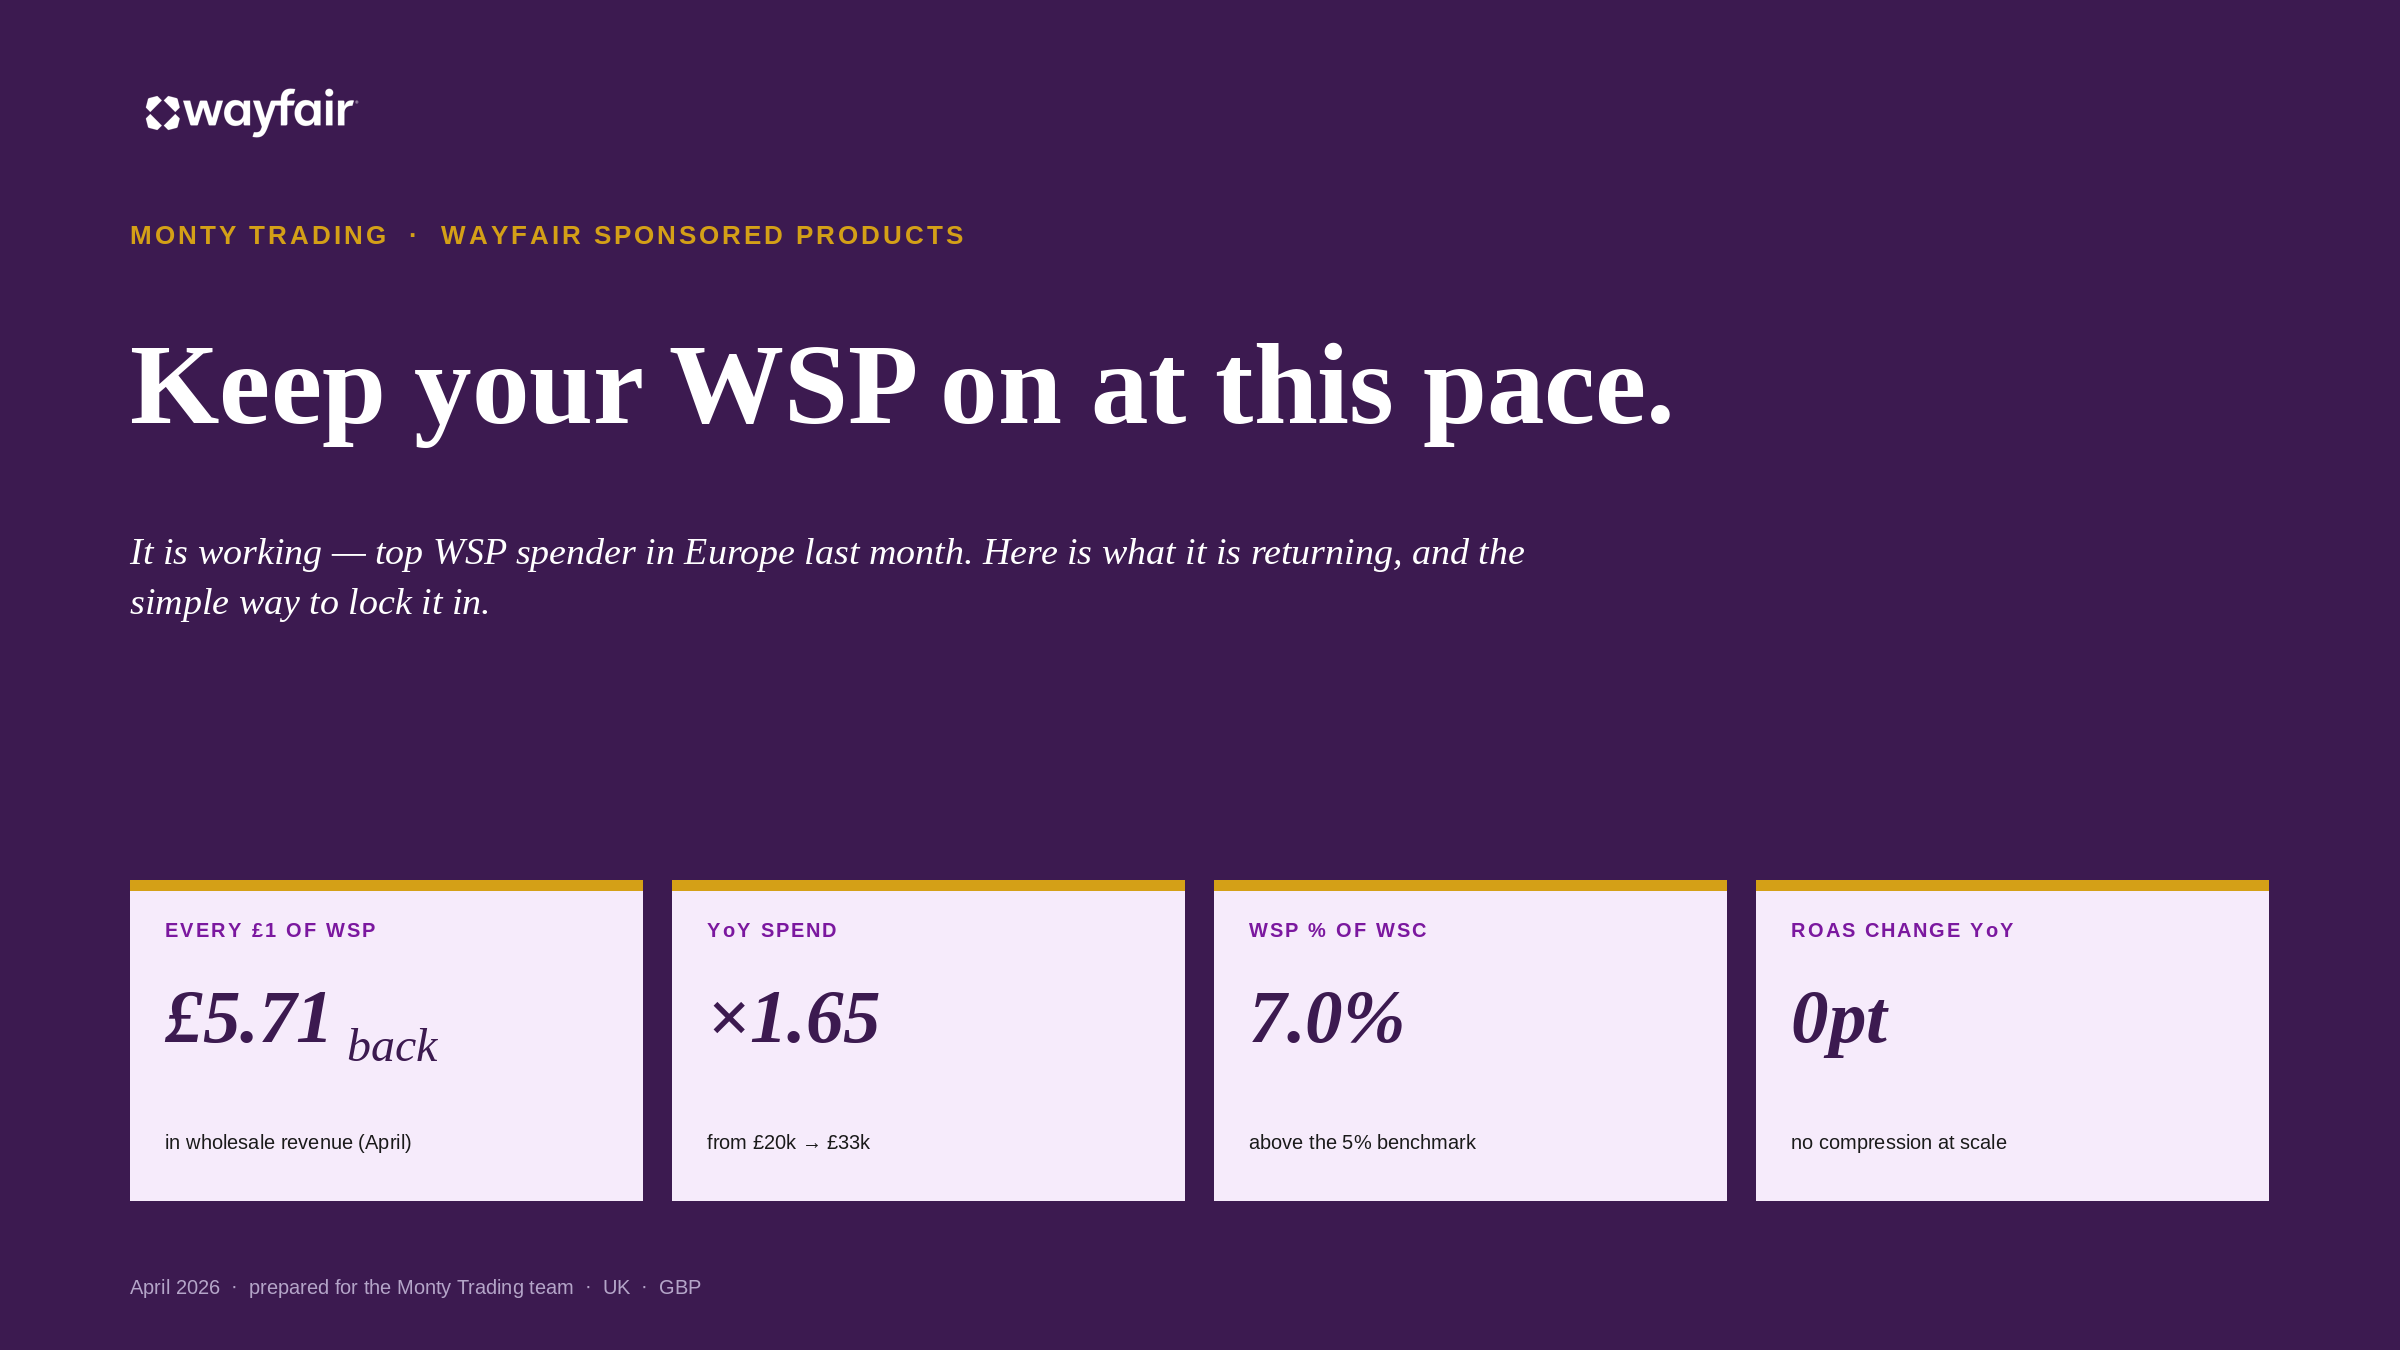 wayfair
MONTY TRADING · WAYFAIR SPONSORED PRODUCTS
Keep your WSP on at this pace.
It is working — top WSP spender in Europe last month. Here is what it is returning, and the
simple way to lock it in.
EVERY £1 OF WSP
£5.71 back
in wholesale revenue (April)
YoY SPEND
×1.65
from £20k → £33k
WSP % OF WSC
7.0%
above the 5% benchmark
ROAS CHANGE YoY
0pt
no compression at scale
April 2026 · prepared for the Monty Trading team · UK · GBP